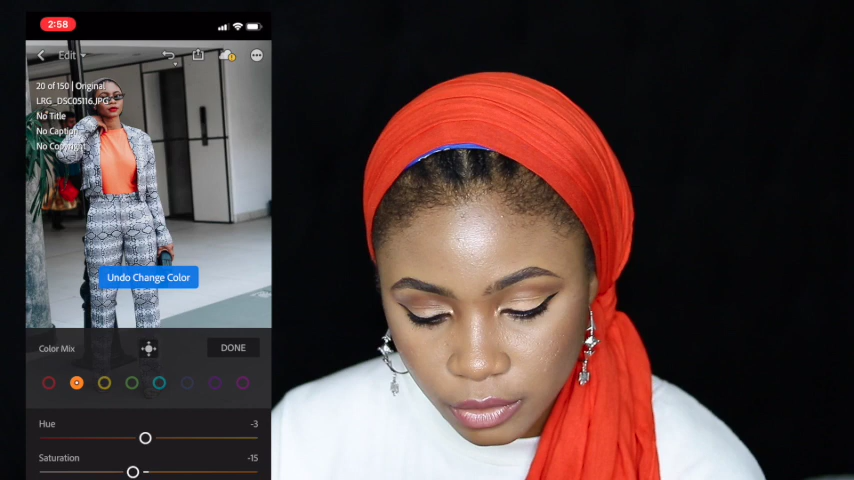 2:58
Edit
20 of 150 | Original
LRG_DSC05116.JPG
No Title
No Caption
No Copyright
Undo Change Color
Color Mix
DONE
Hue -3
Saturation -15